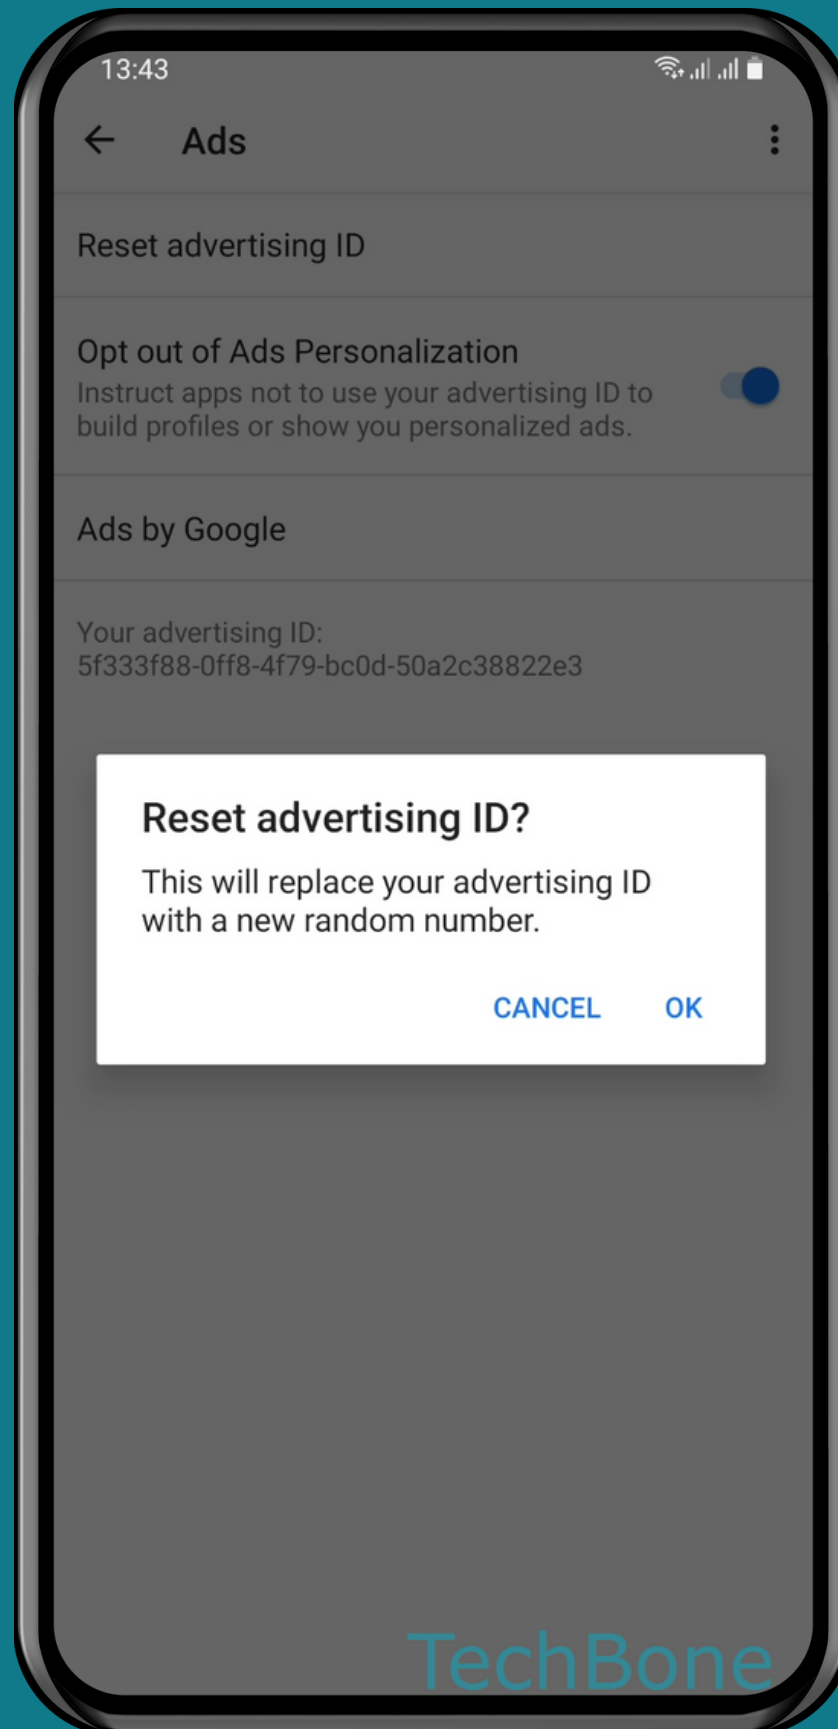 13:43
Ads
Reset advertising ID
Opt out of Ads Personalization
Instruct apps not to use your advertising ID to
build profiles or show you personalized ads.
Ads by Google
Your advertising ID:
5f333f88-0ff8-4f79-bc0d-50a2c38822e3
Reset advertising ID?
This will replace your advertising ID
with a new random number.
CANCEL OK
TechBone